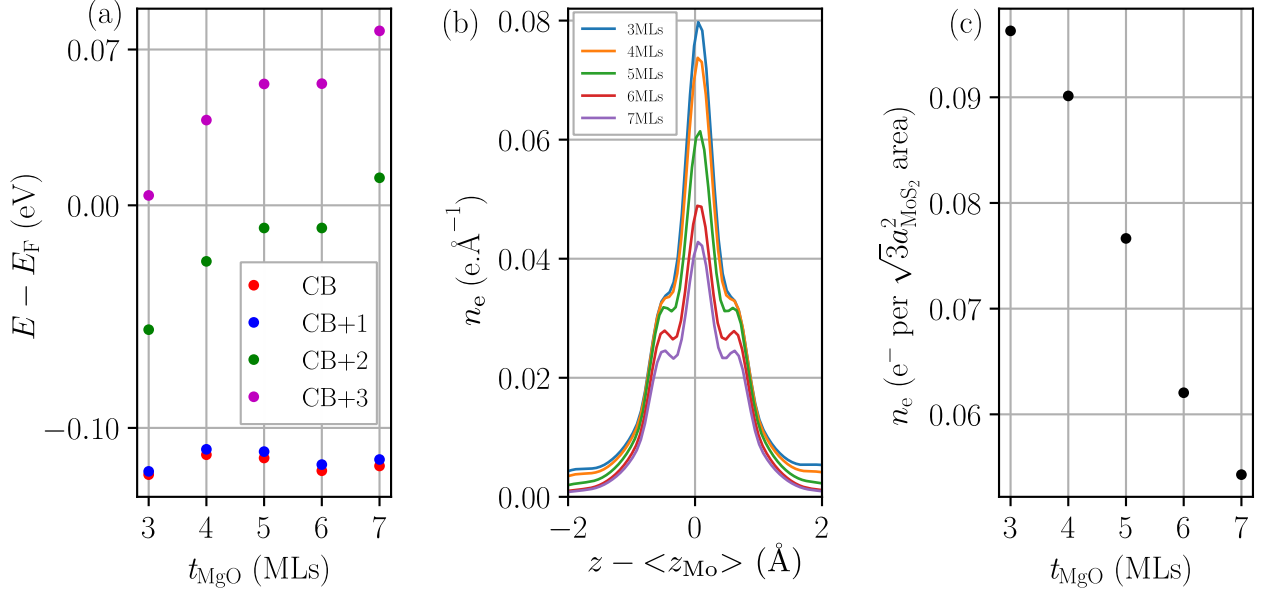 (a)
0.07
0.00
−0.10
E − E_F (eV)
CB
CB+1
CB+2
CB+3
3 4 5 6 7
t_MgO (MLs)
(b)
3MLs
4MLs
5MLs
6MLs
7MLs
0.08
0.06
0.04
0.02
0.00
n_e (e.Å⁻¹)
−2 0 2
z − <z_Mo> (Å)
(c)
0.09
0.08
0.07
0.06
n_e (e⁻ per √3a²_MoS₂ area)
3 4 5 6 7
t_MgO (MLs)